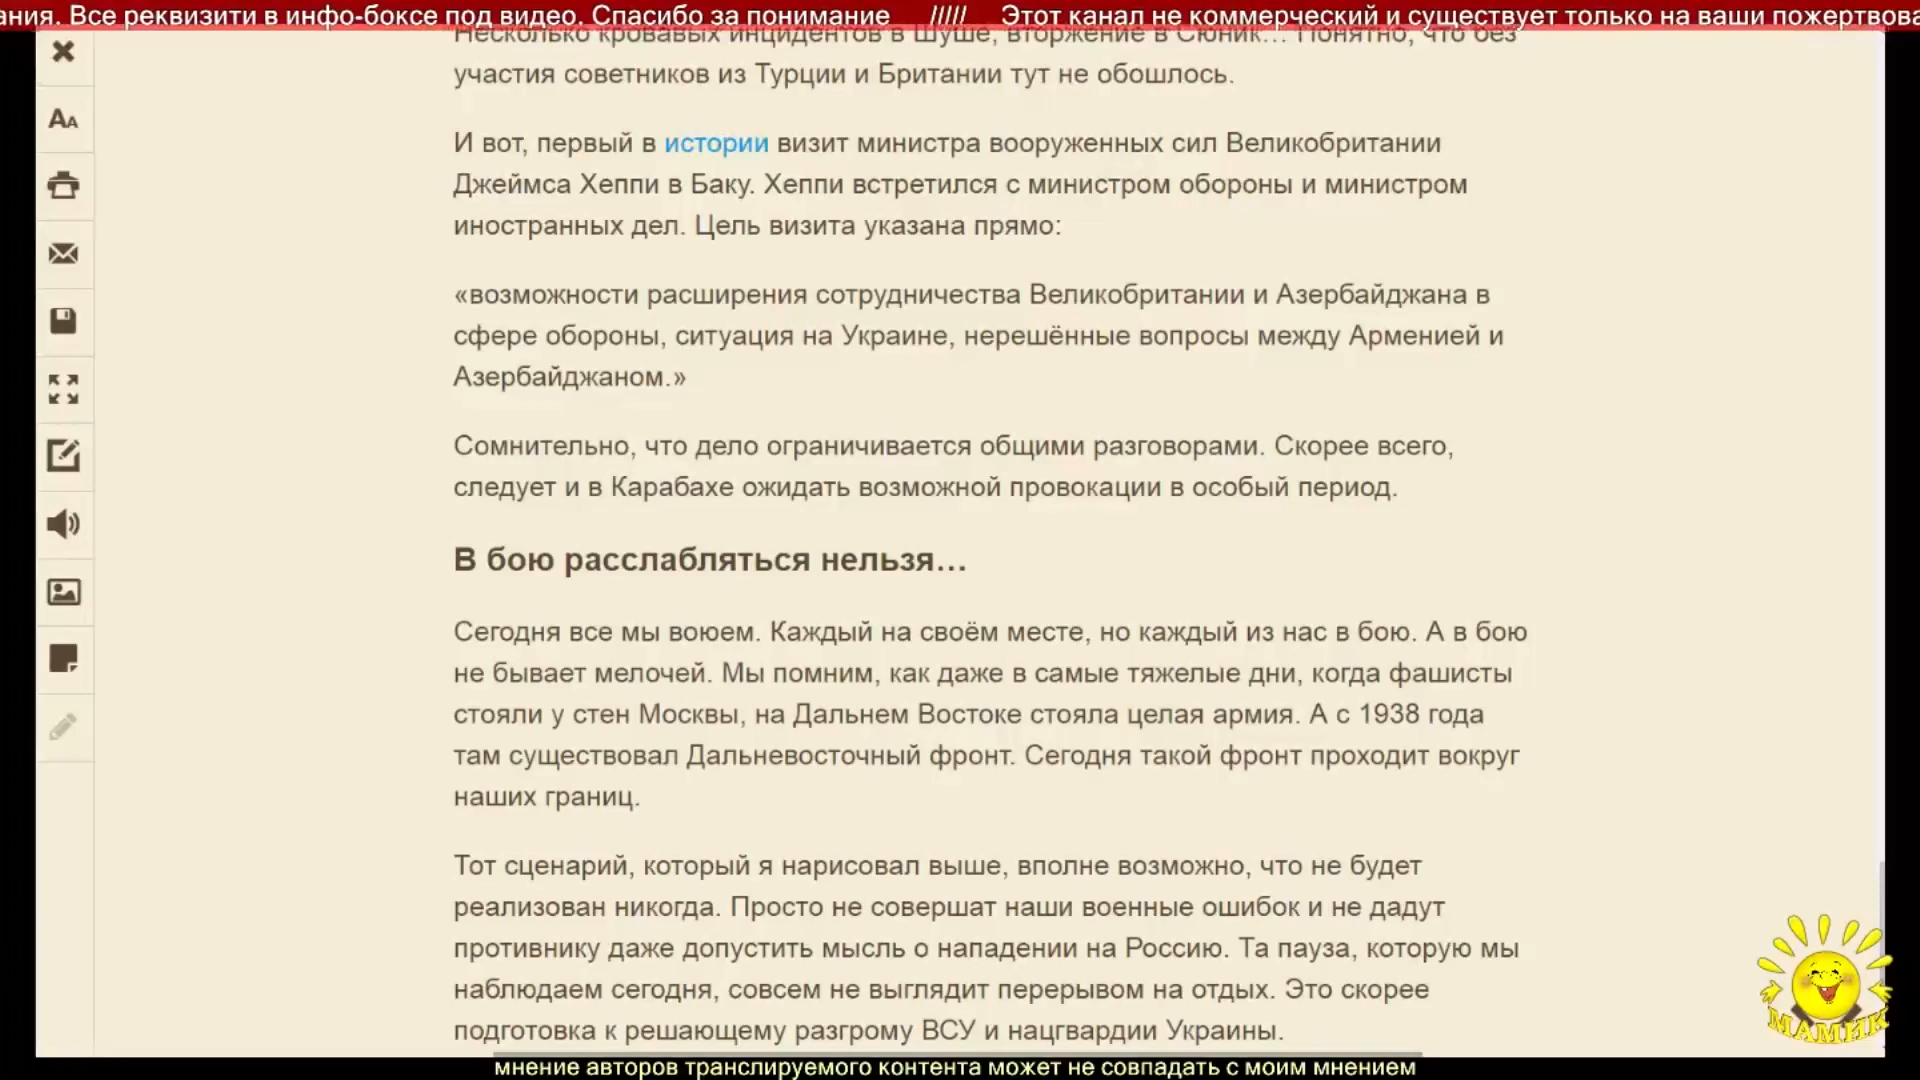 ания. Все реквизити в инфо-боксе под видео. Спасибо за понимание ///// Этот канал не коммерческий и существует только на ваши пожертвова
Несколько кровавых инцидентов в Шуше, вторжение в Сюник... Понятно, что без
участия советников из Турции и Британии тут не обошлось.
И вот, первый в истории визит министра вооруженных сил Великобритании
Джеймса Хеппи в Баку. Хеппи встретился с министром обороны и министром
иностранных дел. Цель визита указана прямо:
«возможности расширения сотрудничества Великобритании и Азербайджана в
сфере обороны, ситуация на Украине, нерешённые вопросы между Арменией и
Азербайджаном.»
Сомнительно, что дело ограничивается общими разговорами. Скорее всего,
следует и в Карабахе ожидать возможной провокации в особый период.
В бою расслабляться нельзя...
Сегодня все мы воюем. Каждый на своём месте, но каждый из нас в бою. А в бою
не бывает мелочей. Мы помним, как даже в самые тяжелые дни, когда фашисты
стояли у стен Москвы, на Дальнем Востоке стояла целая армия. А с 1938 года
там существовал Дальневосточный фронт. Сегодня такой фронт проходит вокруг
наших границ.
Тот сценарий, который я нарисовал выше, вполне возможно, что не будет
реализован никогда. Просто не совершат наши военные ошибок и не дадут
противнику даже допустить мысль о нападении на Россию. Та пауза, которую мы
наблюдаем сегодня, совсем не выглядит перерывом на отдых. Это скорее
подготовка к решающему разгрому ВСУ и нацгвардии Украины.
МАМИК
мнение авторов транслируемого контента может не совпадать с моим мнением